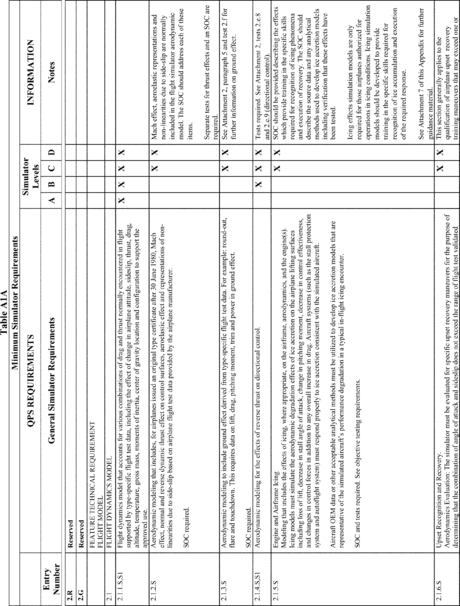 Table A1A
Minimum Simulator Requirements
QPS REQUIREMENTS
Simulator
Levels
INFORMATION
Entry
Number
General Simulator Requirements
A
B
C
D
Notes
2.R
Reserved
2.G
Reserved
FEATURE TECHNICAL REQUIREMENT
FLIGHT MODEL
2.1
FLIGHT DYNAMICS MODEL
2.1.1.S.S1
Flight dynamics model that accounts for various combinations of drag and thrust normally encountered in flight
supported by type-specific flight test data, including the effect of change in airplane attitude, sideslip, thrust, drag,
altitude, temperature, gross mass, moments of inertia, center of gravity location and configuration to support the
approved use.
X
X
X
X
2.1.2.S
Aerodynamic modeling that includes, for airplanes issued an original type certificate after 30 June 1980, Mach
effect, normal and reverse dynamic thrust effect on control surfaces, aeroelastic effect and representations of non-
linearities due to side-slip based on airplane flight test data provided by the airplane manufacturer.
SOC required.
X
X
Mach effect, aeroelastic representations and
non-linearities due to side-slip are normally
included in the flight simulator aerodynamic
model. The SOC should address each of these
items.
Separate tests for thrust effects and an SOC are
required.
2.1.3.S
Aerodynamic modeling to include ground effect derived from type-specific flight test data. For example: round-out,
flare and touchdown. This requires data on lift, drag, pitching moment, trim and power in ground effect.
SOC required.
X
X
See Attachment 2, paragraph 5 and test 2.f for
further information on ground effect.
2.1.4.S.S1
Aerodynamic modeling for the effects of reverse thrust on directional control.
X
X
X
Tests required. See Attachment 2, tests 2.e.8
and 2.e.9 (directional control).
2.1.5.S
Engine and Airframe Icing
Modeling that includes the effects of icing, where appropriate, on the airframe, aerodynamics, and the engine(s).
Icing models must simulate the aerodynamic degradation effects of ice accretion on the airplane lifting surfaces
including loss of lift, decrease in stall angle of attack, change in pitching moment, decrease in control effectiveness,
and changes in control forces in addition to any overall increase in drag. Aircraft systems (such as the stall protection
system and autoflight system) must respond properly to ice accretion consistent with the simulated aircraft.
Aircraft OEM data or other acceptable analytical methods must be utilized to develop ice accretion models that are
representative of the simulated aircraft's performance degradation in a typical in-flight icing encounter.
SOC and tests required. See objective testing requirements.
X
X
SOC should be provided describing the effects
which provide training in the specific skills
required for recognition of icing phenomena
and execution of recovery. The SOC should
describe the source data and any analytical
methods used to develop ice accretion models
including verification that these effects have
been tested.
Icing effects simulation models are only
required for those airplanes authorized for
operations in icing conditions. Icing simulation
models should be developed to provide
training in the specific skills required for
recognition of ice accumulation and execution
of the required response.
See Attachment 7 of this Appendix for further
guidance material.
2.1.6.S
Upset Recognition and Recovery.
Aerodynamics Evaluation: The simulator must be evaluated for specific upset recovery maneuvers for the purpose of
determining that the combination of angle of attack and sideslip does not exceed the range of flight test validated
X
X
This section generally applies to the
qualification of airplane upset recovery
training maneuvers that may exceed one or